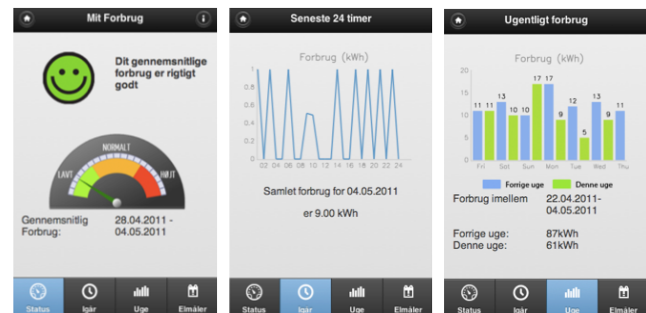 Mit Forbrug
Dit gennemsnitlige
forbrug er rigtigt
godt
NORMALT
LAVT
HØJT
Gennemsnitlig 28.04.2011 -
Forbrug: 04.05.2011
Status Igår Uge Elmåler
Seneste 24 timer
Forbrug (kWh)
1
0.8
0.6
0.4
0.2
0
02 04 06 08 10 12 14 16 18 20 22 24
Samlet forbrug for 04.05.2011
er 9.00 kWh
Status Igår Uge Elmåler
Ugentligt forbrug
Forbrug (kWh)
20
15
10
5
0
11 11 13 10 10 17 17 9 12 5 13 9 11
Fri Sat Sun Mon Tue Wed Thu
Forrige uge Denne uge
Forbrug imellem 22.04.2011-
04.05.2011
Forrige uge: 87kWh
Denne uge: 61kWh
Status Igår Uge Elmåler